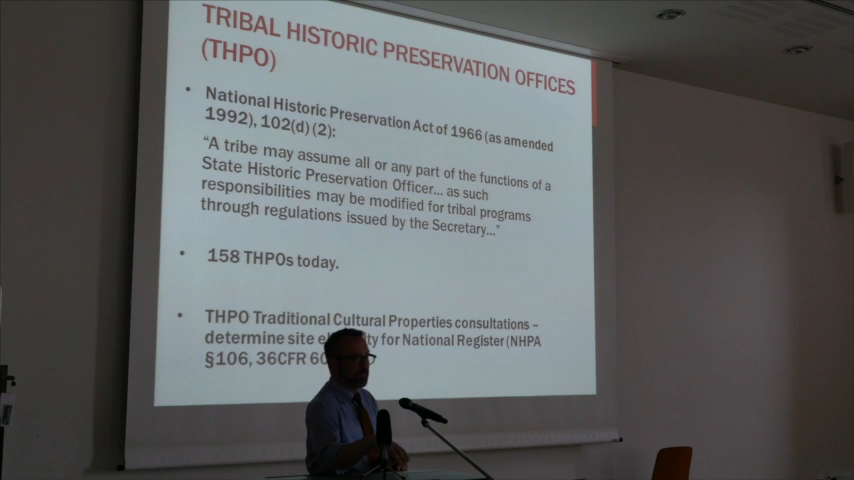 TRIBAL HISTORIC PRESERVATION OFFICES
(THPO)
• National Historic Preservation Act of 1966 (as amended
1992), 102(d) (2):
“A tribe may assume all or any part of the functions of a
State Historic Preservation Officer... as such
responsibilities may be modified for tribal programs
through regulations issued by the Secretary...”
• 158 THPOs today.
• THPO Traditional Cultural Properties consultations –
determine site for National Register (NHPA
§106, 36CFR